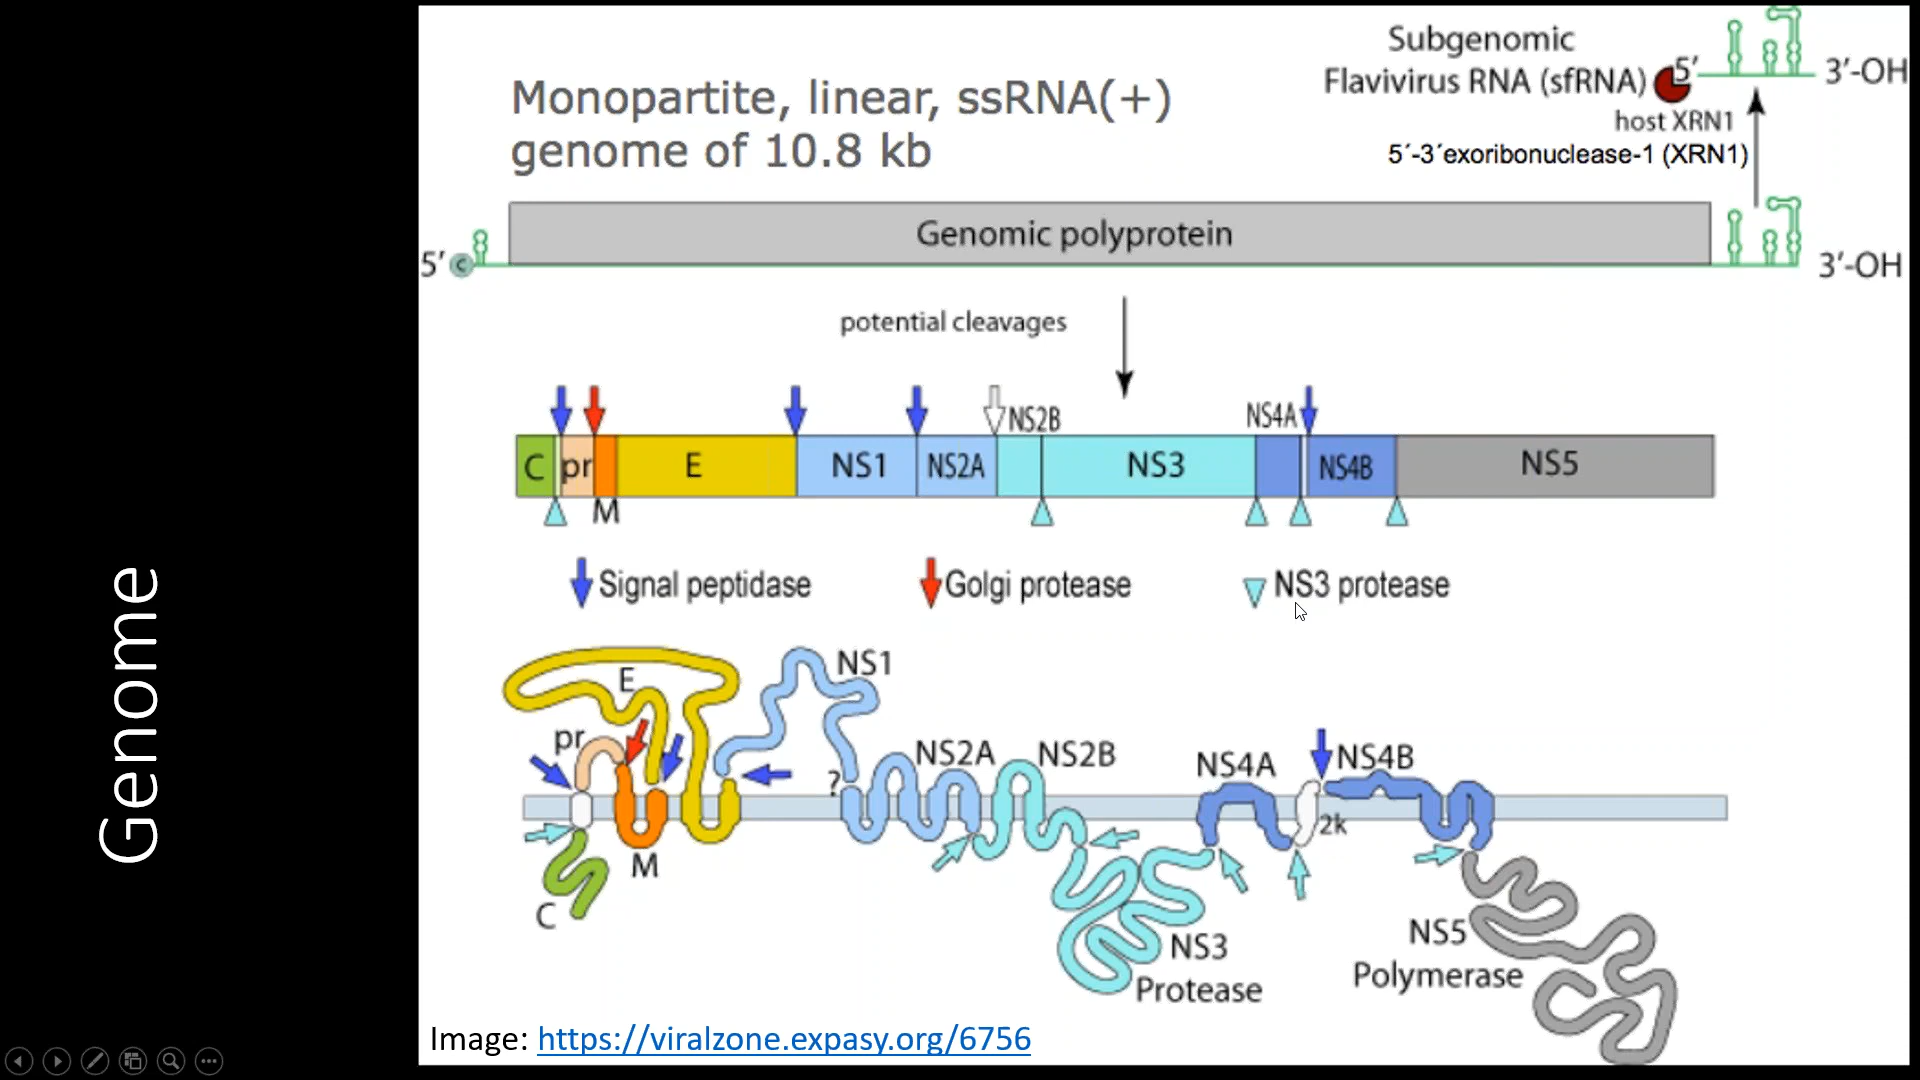 Genome
Monopartite, linear, ssRNA(+)
genome of 10.8 kb
Subgenomic
Flavivirus RNA (sfRNA)
5′
3′-OH
host XRN1
5´-3´exoribonuclease-1 (XRN1)
Genomic polyprotein
5′
C
3′-OH
potential cleavages
NS2B
NS4A
C
pr
E
NS1
NS2A
NS3
NS4B
NS5
M
Signal peptidase
Golgi protease
NS3 protease
E
NS1
pr
?
NS2A
NS2B
NS4A
NS4B
2k
M
C
NS3
Protease
NS5
Polymerase
Image: https://viralzone.expasy.org/6756